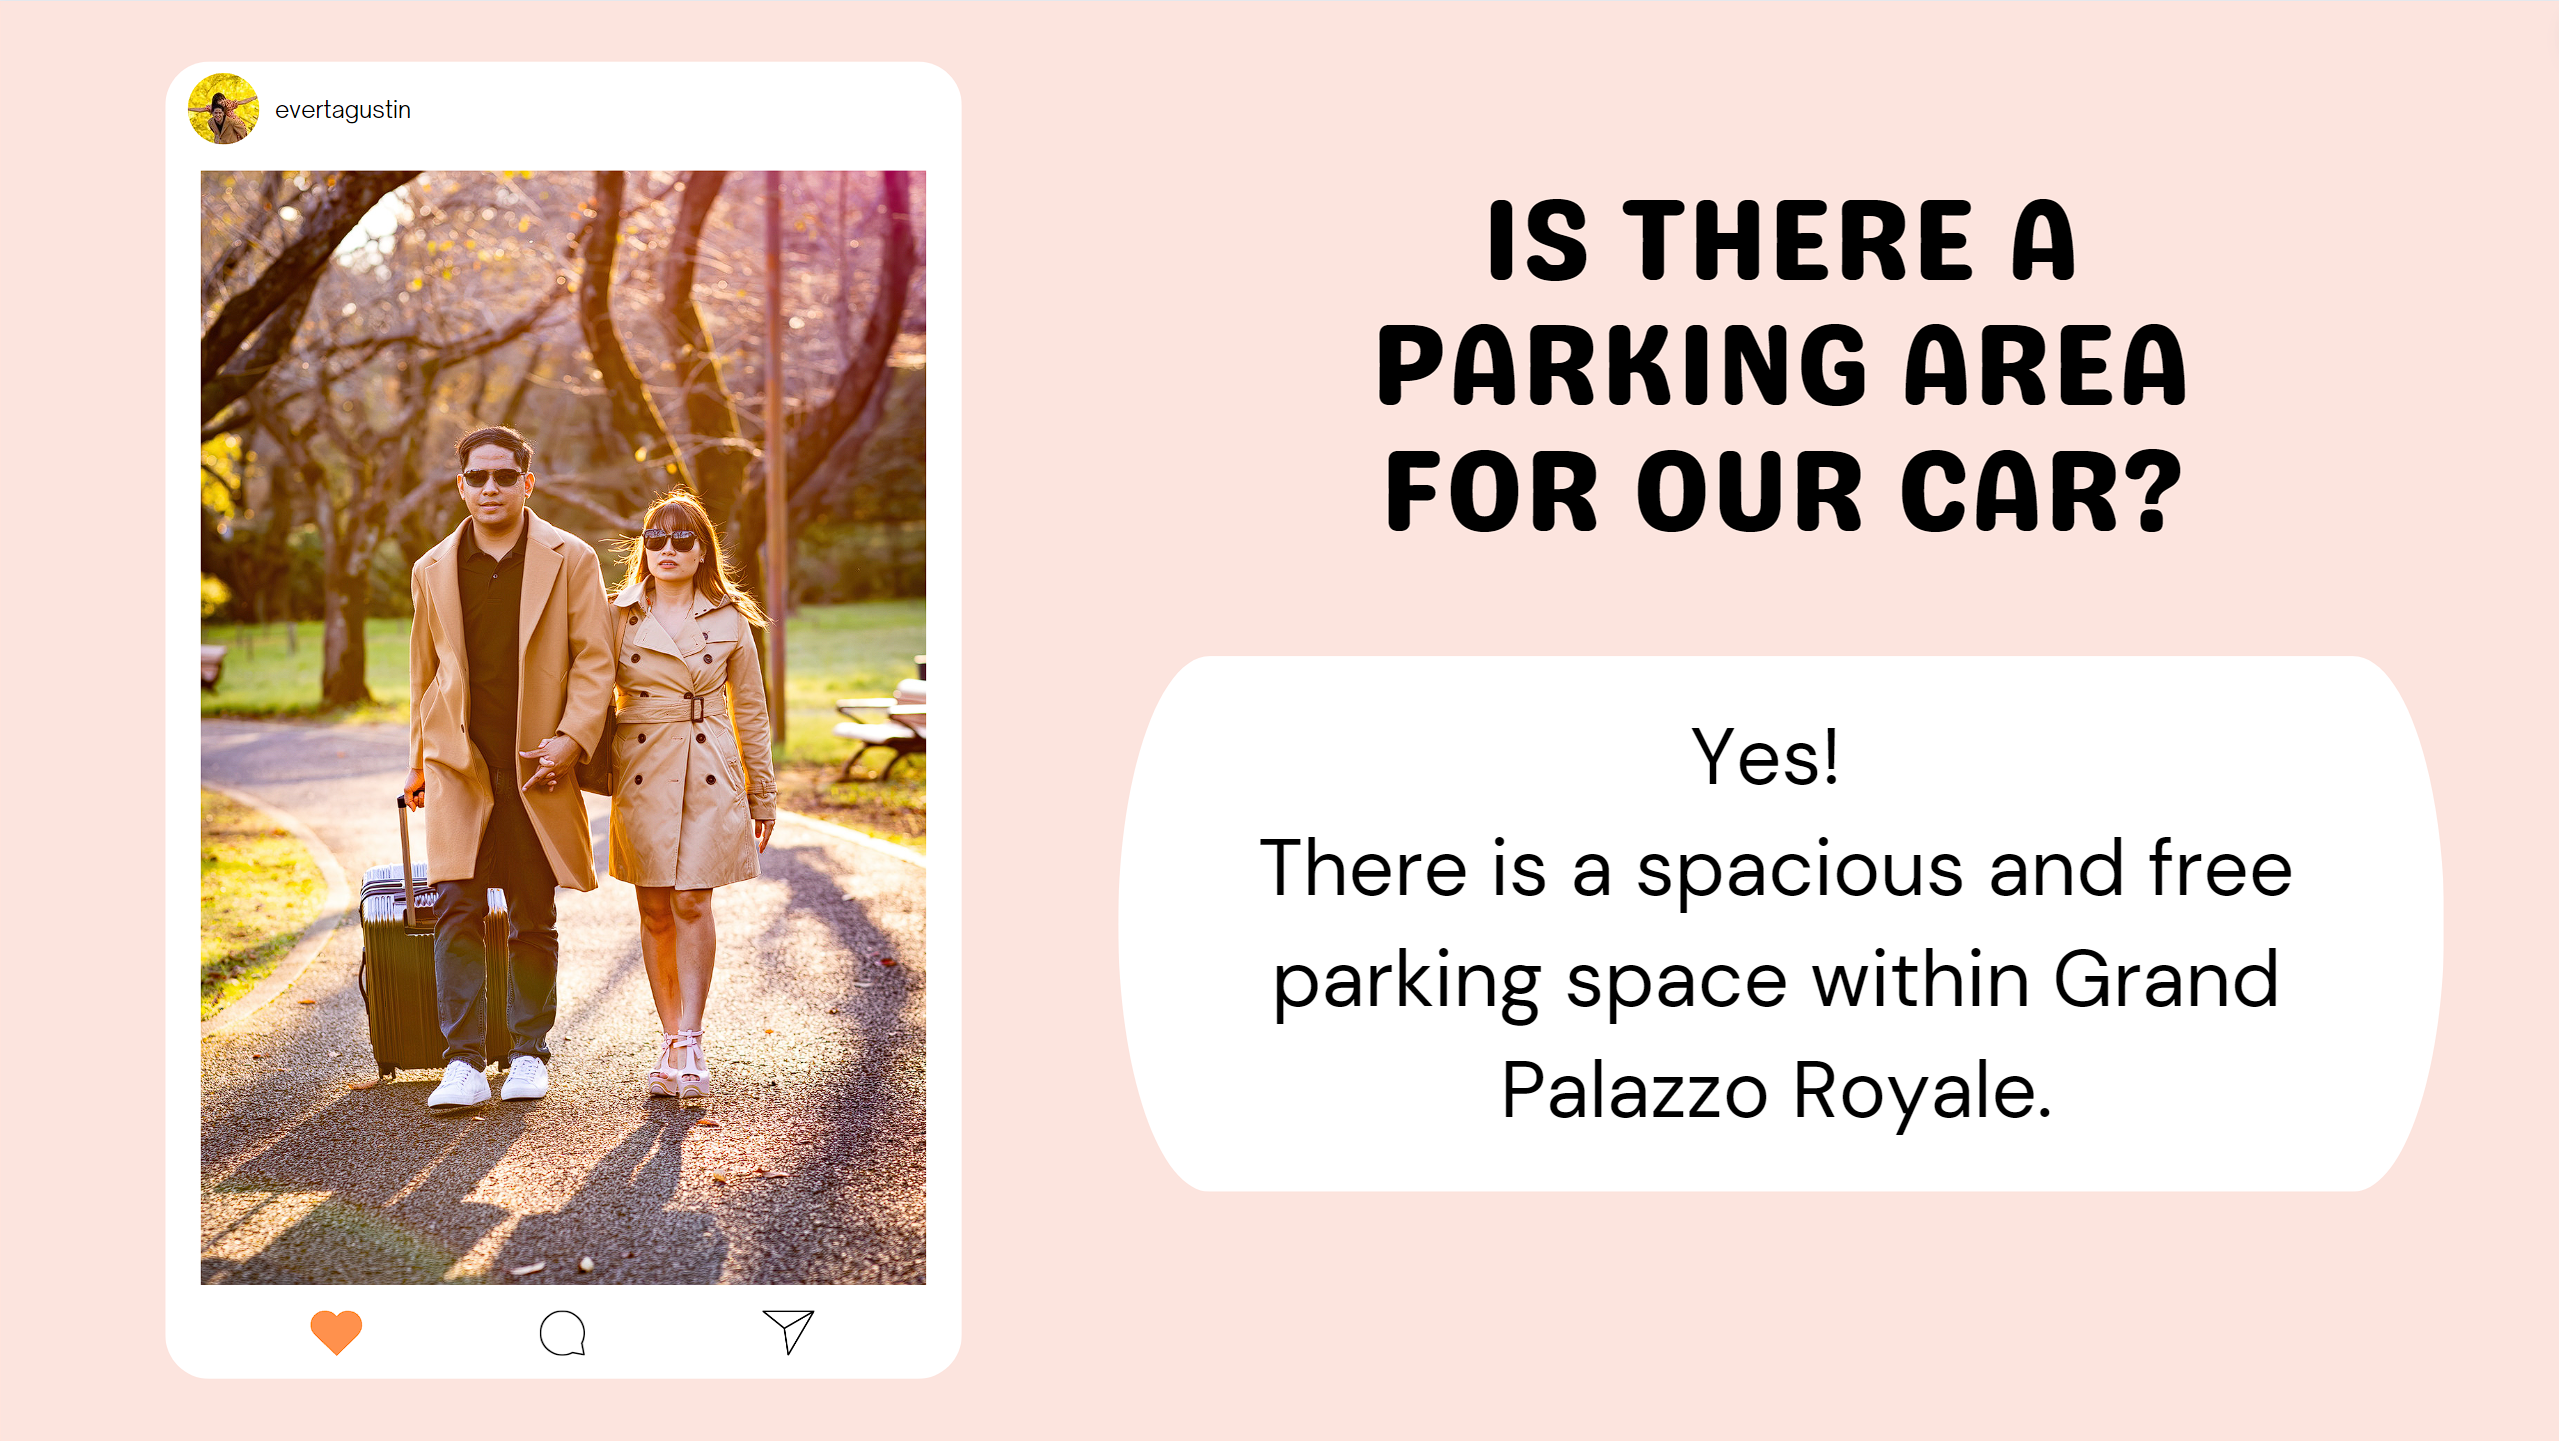 evertagustin
IS THERE A
PARKING AREA
FOR OUR CAR?
Yes!
There is a spacious and free
parking space within Grand
Palazzo Royale.